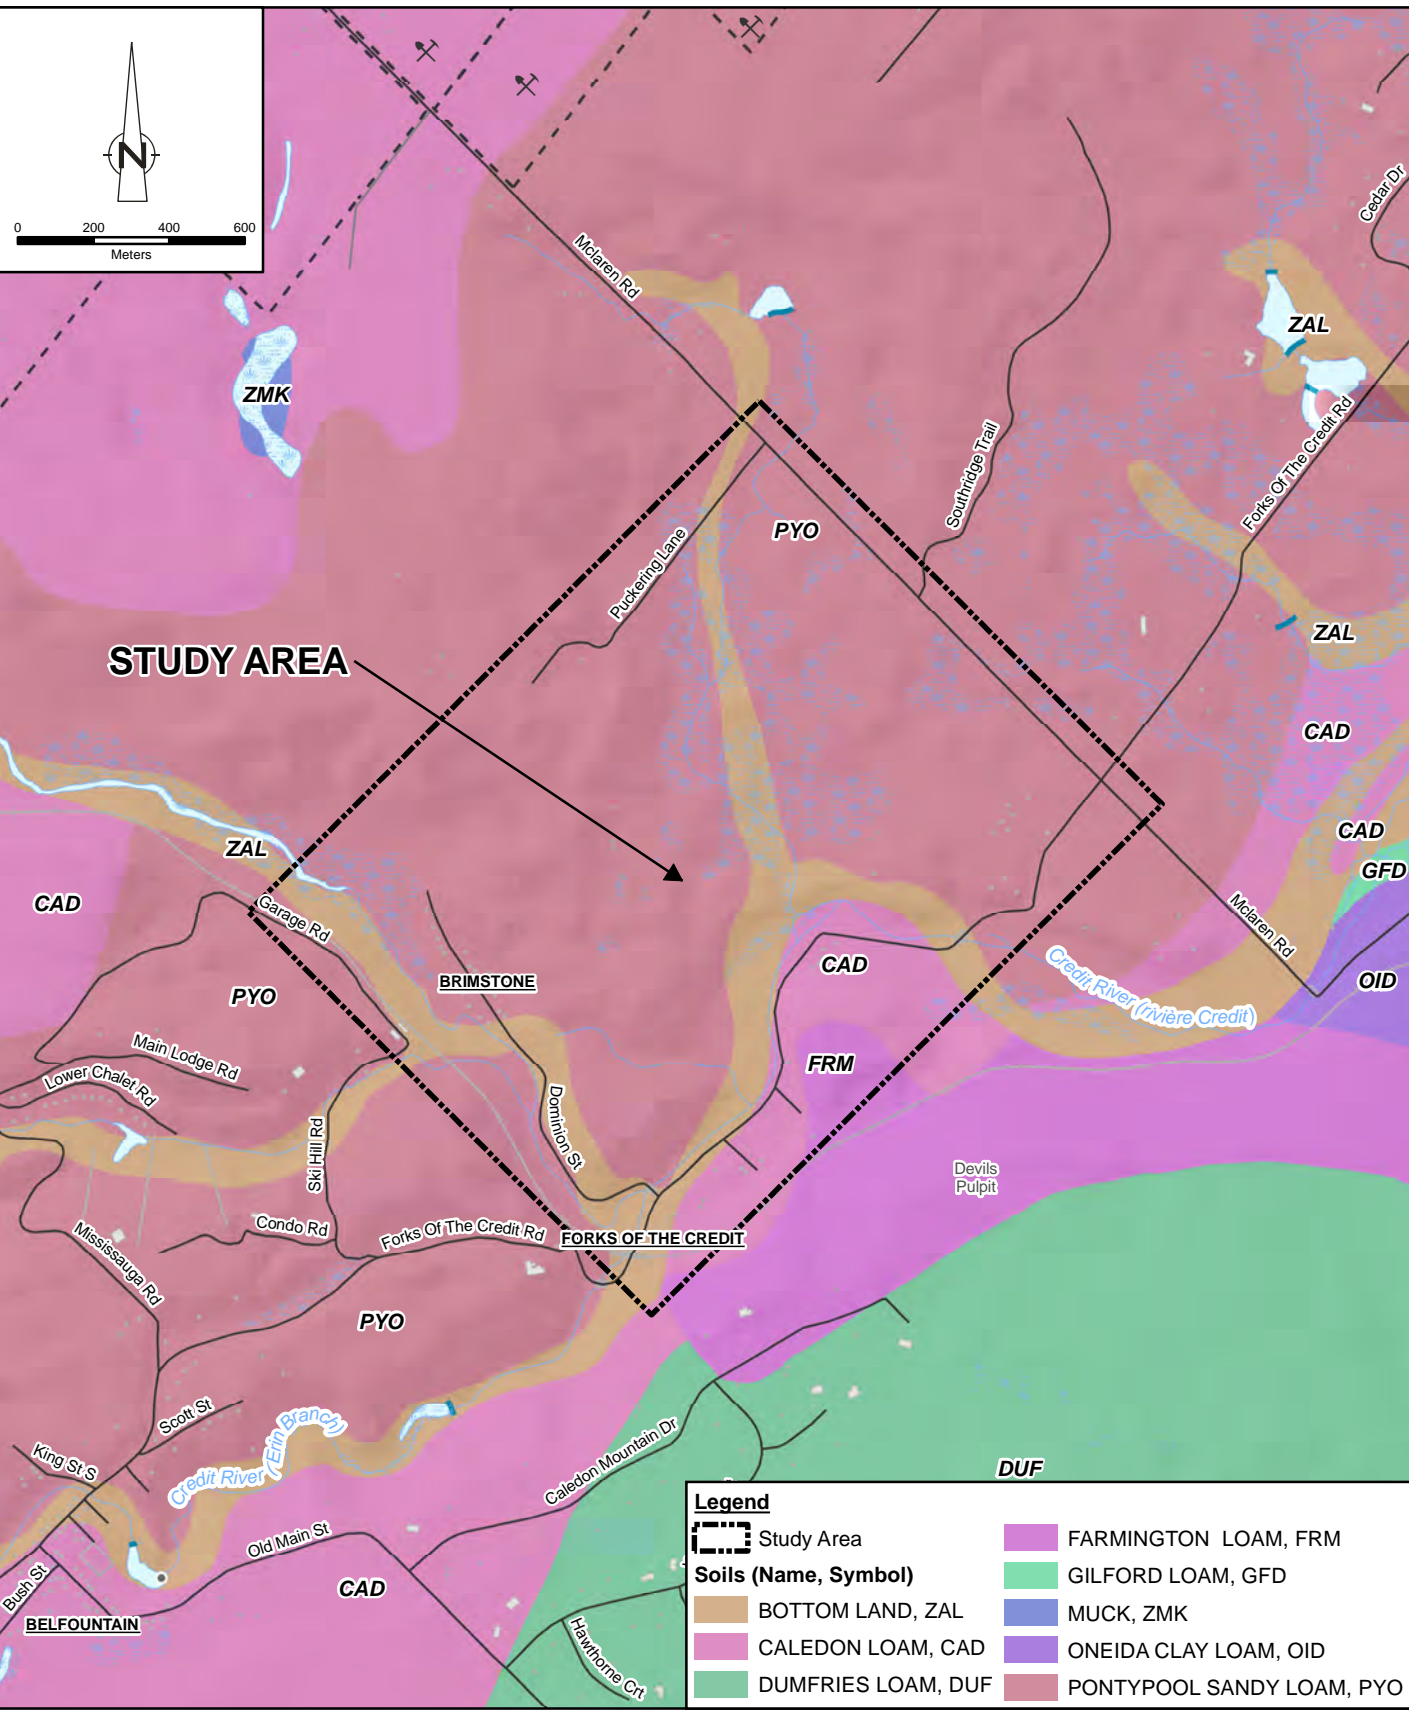 N
0 200 400 600
Meters
Mclaren Rd
Cedar Dr
ZAL
ZMK
Forks Of The Credit Rd
Southridge Trail
PYO
Puckering Lane
ZAL
STUDY AREA
CAD
CAD
ZAL
GFD
CAD
Garage Rd
Mclaren Rd
CAD
BRIMSTONE
OID
PYO
Credit River (rivière Credit)
Main Lodge Rd
FRM
Lower Chalet Rd
Dominion St
Ski Hill Rd
Devils
Pulpit
Condo Rd
Forks Of The Credit Rd
FORKS OF THE CREDIT
Mississauga Rd
PYO
Scott St
Credit River (Erin Branch)
King St S
Caledon Mountain Dr
DUF
Old Main St
Bush St
CAD
BELFOUNTAIN
Hawthorne Crt
Legend
Study Area
Soils (Name, Symbol)
BOTTOM LAND, ZAL
CALEDON LOAM, CAD
DUMFRIES LOAM, DUF
FARMINGTON LOAM, FRM
GILFORD LOAM, GFD
MUCK, ZMK
ONEIDA CLAY LOAM, OID
PONTYPOOL SANDY LOAM, PYO